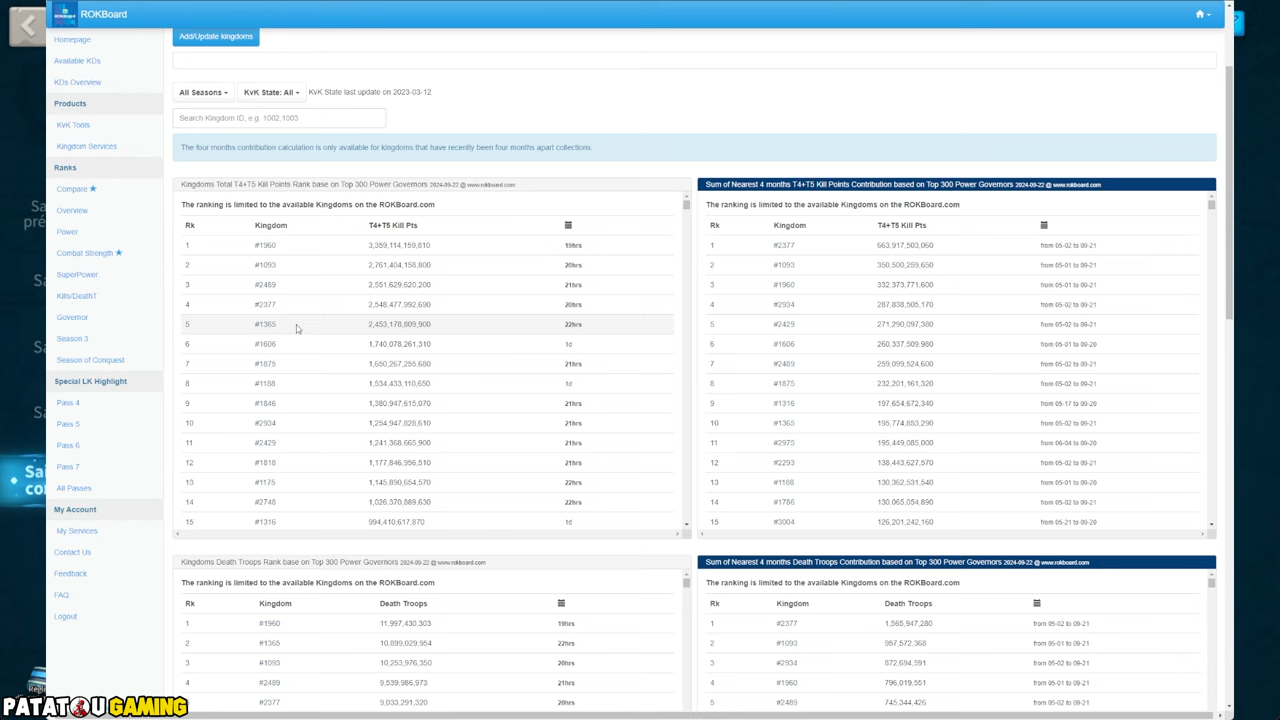 ROKBoard
Homepage
Available KDs
KDs Overview
Products
KvK Tools
Kingdom Services
Ranks
Compare ★
Overview
Power
Combat Strength ★
SuperPower
Kills/DeathT
Governor
Season 3
Season of Conquest
Special LK Highlight
Pass 4
Pass 5
Pass 6
Pass 7
All Passes
My Account
My Services
Contact Us
Feedback
FAQ
Logout
Add/Update kingdoms
All Seasons KvK State: All KvK State last update on 2023-03-12
Search Kingdom ID, e.g. 1002,1003
The four months contribution calculation is only available for kingdoms that have recently been four months apart collections.
Kingdoms Total T4+T5 Kill Points Rank base on Top 300 Power Governors 2024-09-22 @ www.rokboard.com
The ranking is limited to the available Kingdoms on the ROKBoard.com
Rk Kingdom T4+T5 Kill Pts
1 #1960 3,359,114,159,810 19hrs
2 #1093 2,761,404,158,800 20hrs
3 #2489 2,551,629,620,200 21hrs
4 #2377 2,548,477,992,690 20hrs
5 #1365 2,453,178,809,900 22hrs
6 #1606 1,740,078,261,310 1d
7 #1875 1,650,267,255,680 21hrs
8 #1188 1,534,433,110,650 1d
9 #1846 1,380,947,615,070 21hrs
10 #2934 1,254,947,828,610 21hrs
11 #2429 1,241,368,665,900 21hrs
12 #1818 1,177,846,956,510 21hrs
13 #1175 1,145,890,654,570 22hrs
14 #2748 1,026,370,889,630 22hrs
15 #1316 994,410,617,870 1d
Sum of Nearest 4 months T4+T5 Kill Points Contribution based on Top 300 Power Governors 2024-09-22 @ www.rokboard.com
The ranking is limited to the available Kingdoms on the ROKBoard.com
Rk Kingdom T4+T5 Kill Pts
1 #2377 663,917,503,060 from 05-02 to 09-21
2 #1093 350,500,259,650 from 05-01 to 09-21
3 #1960 332,373,771,600 from 05-01 to 09-21
4 #2934 287,838,505,170 from 05-02 to 09-21
5 #2429 271,290,097,380 from 05-01 to 09-21
6 #1606 260,337,509,980 from 05-01 to 09-20
7 #2489 259,099,524,600 from 05-02 to 09-21
8 #1875 232,201,161,320 from 05-02 to 09-21
9 #1316 197,654,672,340 from 05-17 to 09-20
10 #1365 195,774,853,290 from 05-02 to 09-21
11 #2975 195,449,085,000 from 06-04 to 09-20
12 #2293 138,443,627,570 from 05-02 to 09-21
13 #1188 130,362,531,540 from 05-01 to 09-20
14 #1786 130,065,054,890 from 05-02 to 09-21
15 #3004 126,201,242,160 from 05-21 to 09-20
Kingdoms Death Troops Rank base on Top 300 Power Governors 2024-09-22 @ www.rokboard.com
The ranking is limited to the available Kingdoms on the ROKBoard.com
Rk Kingdom Death Troops
1 #1960 11,997,430,303 19hrs
2 #1365 10,899,029,954 22hrs
3 #1093 10,253,976,350 20hrs
4 #2489 9,539,986,973 21hrs
5 #2377 9,033,291,320 20hrs
Sum of Nearest 4 months Death Troops Contribution based on Top 300 Power Governors 2024-09-22 @ www.rokboard.com
The ranking is limited to the available Kingdoms on the ROKBoard.com
Rk Kingdom Death Troops
1 #2377 1,565,947,280 from 05-02 to 09-21
2 #1093 957,572,368 from 05-01 to 09-21
3 #2934 872,694,591 from 05-02 to 09-21
4 #1960 796,019,551 from 05-01 to 09-21
5 #2489 745,344,426 from 05-02 to 09-21
PATATOU GAMING